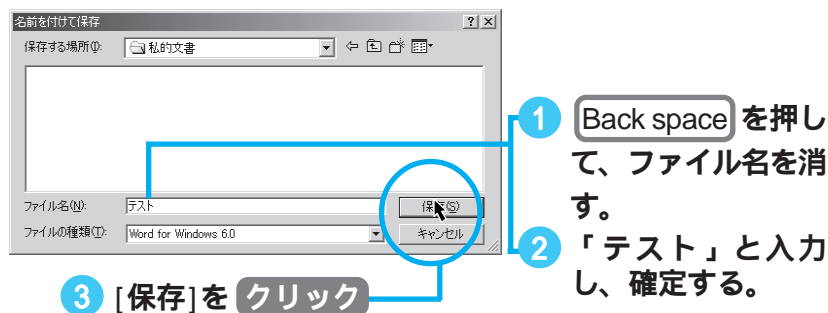 名前を付けて保存
保存する場所(I):
私的文書
1 Back space を押し
て、ファイル名を消
す。
ファイル名(N):
テスト
保存(S)
ファイルの種類(T):
Word for Windows 6.0
キャンセル
2 「テスト」と入力
し、確定する。
3 [保存]を クリック